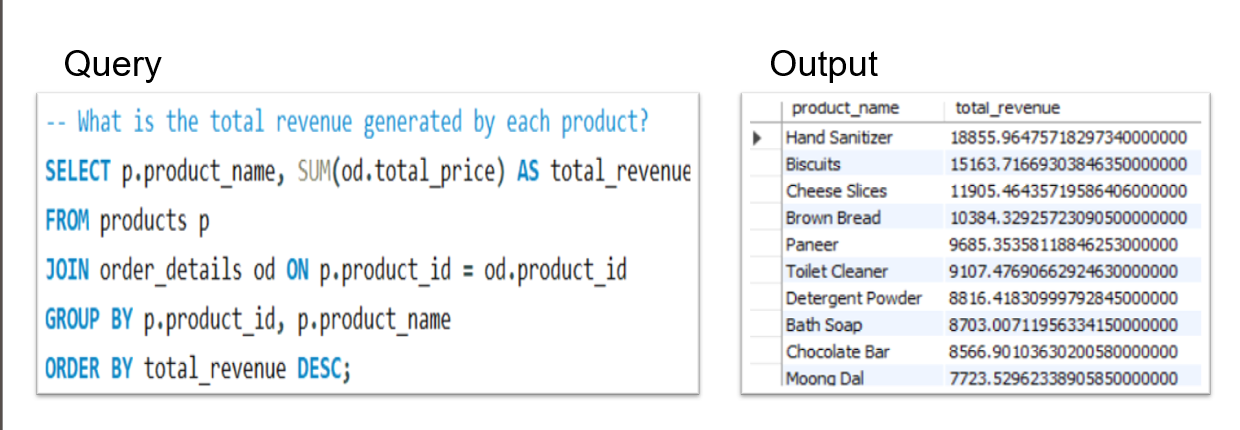 Query
Output
-- What is the total revenue generated by each product?
SELECT p.product_name, SUM(od.total_price) AS total_revenue
FROM products p
JOIN order_details od ON p.product_id = od.product_id
GROUP BY p.product_id, p.product_name
ORDER BY total_revenue DESC;
product_name total_revenue
Hand Sanitizer 18855.96475718297340000000
Biscuits 15163.71669303846350000000
Cheese Slices 11905.46435719586406000000
Brown Bread 10384.32925723090500000000
Paneer 9685.35358118846253000000
Toilet Cleaner 9107.47690662924630000000
Detergent Powder 8816.41830999792845000000
Bath Soap 8703.00711956334150000000
Chocolate Bar 8566.90103630200580000000
Moong Dal 7723.52962338905850000000